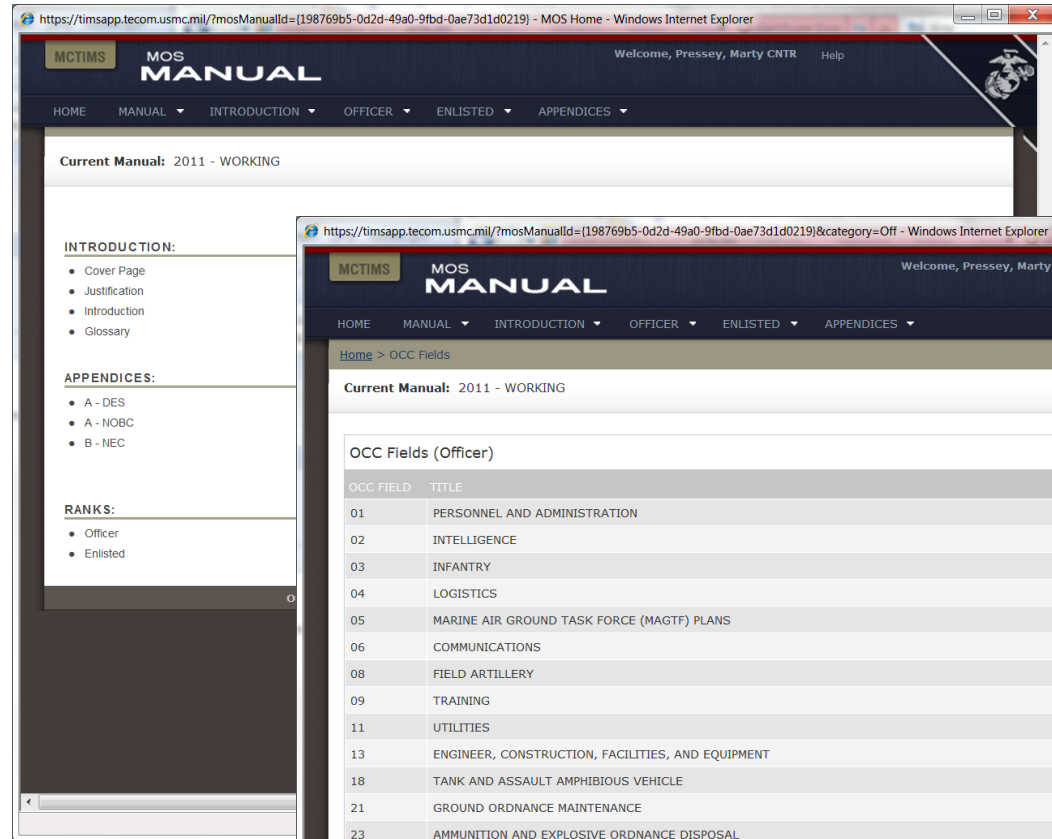 https://timsapp.tecom.usmc.mil/?mosManualId={198769b5-0d2d-49a0-9fbd-0ae73d1d0219} - MOS Home - Windows Internet Explorer
MCTIMS
MOS
MANUAL
Welcome, Pressey, Marty CNTR Help
HOME MANUAL INTRODUCTION OFFICER ENLISTED APPENDICES
Current Manual: 2011 - WORKING
INTRODUCTION:
Cover Page
Justification
Introduction
Glossary
APPENDICES:
A - DES
A - NOBC
B - NEC
RANKS:
Officer
Enlisted
https://timsapp.tecom.usmc.mil/?mosManualId={198769b5-0d2d-49a0-9fbd-0ae73d1d0219}&category=Off - Windows Internet Explorer
MCTIMS
MOS
MANUAL
Welcome, Pressey, Marty
HOME MANUAL INTRODUCTION OFFICER ENLISTED APPENDICES
Home > OCC Fields
Current Manual: 2011 - WORKING
OCC Fields (Officer)
OCC FIELD TITLE
01 PERSONNEL AND ADMINISTRATION
02 INTELLIGENCE
03 INFANTRY
04 LOGISTICS
05 MARINE AIR GROUND TASK FORCE (MAGTF) PLANS
06 COMMUNICATIONS
08 FIELD ARTILLERY
09 TRAINING
11 UTILITIES
13 ENGINEER, CONSTRUCTION, FACILITIES, AND EQUIPMENT
18 TANK AND ASSAULT AMPHIBIOUS VEHICLE
21 GROUND ORDNANCE MAINTENANCE
23 AMMUNITION AND EXPLOSIVE ORDNANCE DISPOSAL